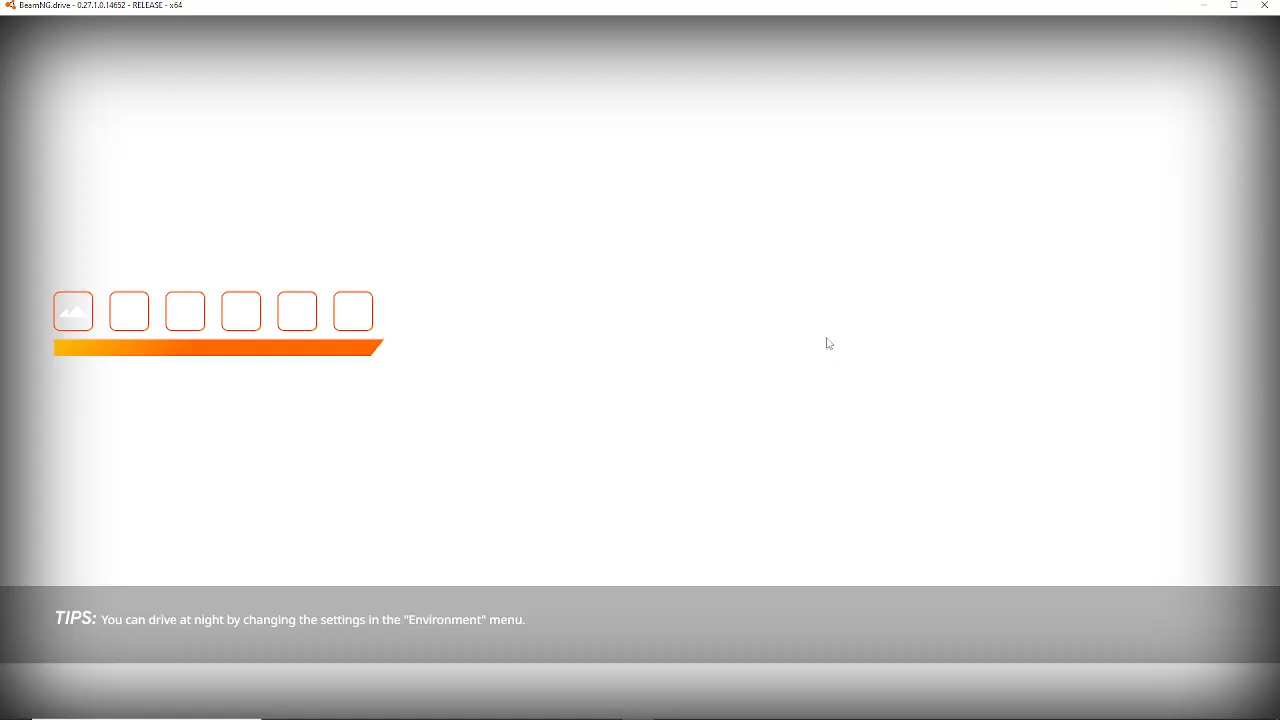 BeamNG.drive - 0.27.1.0.14652 - RELEASE - x64
TIPS: You can drive at night by changing the settings in the "Environment" menu.